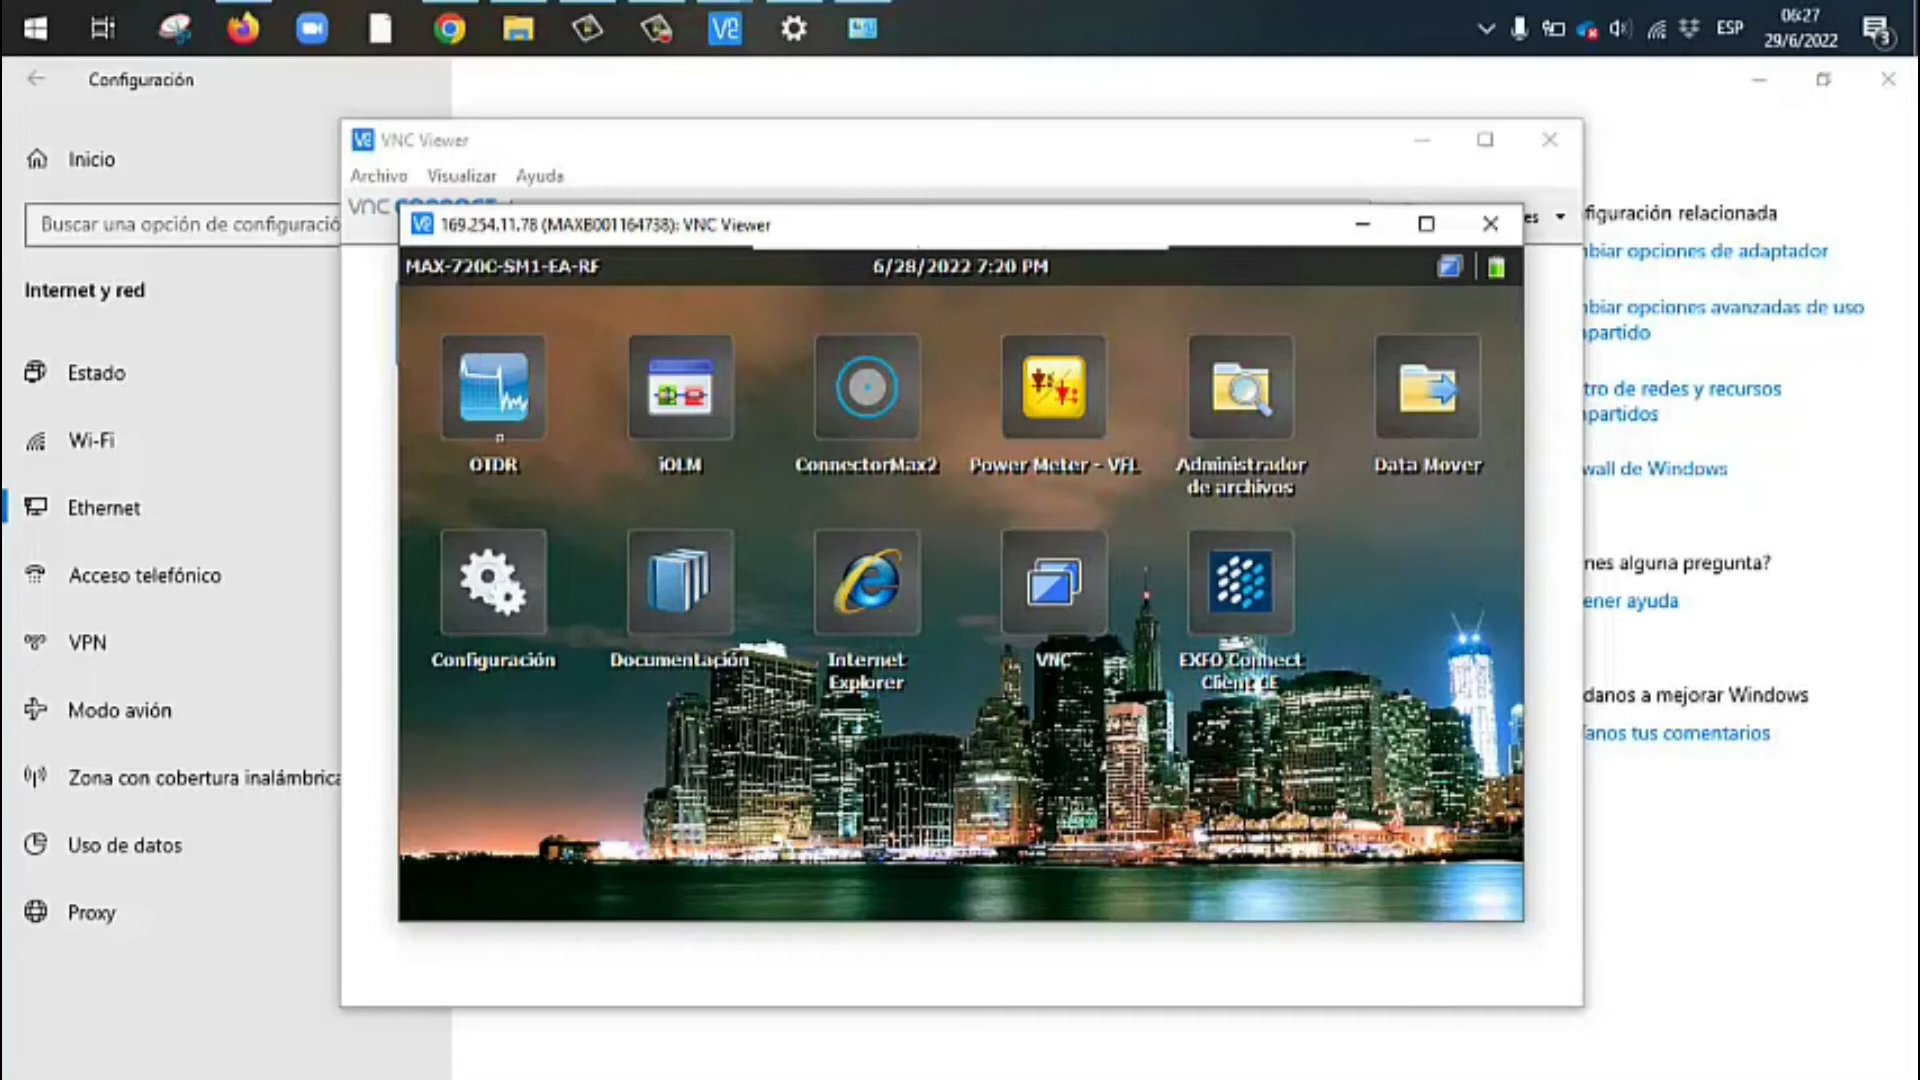 ESP
06:27
29/6/2022
3
Configuración
Inicio
Buscar una opción de configuració
Internet y red
Estado
Wi-Fi
Ethernet
Acceso telefónico
VPN
Modo avión
Zona con cobertura inalámbrica
Uso de datos
Proxy
VNC Viewer
Archivo Visualizar Ayuda
vnc connect
es
169.254.11.78 (MAXB001164738): VNC Viewer
MAX-720C-SM1-EA-RF
6/28/2022 7:20 PM
OTDR
iOLM
ConnectorMax2
Power Meter - VFL
Administrador
de archivos
Data Mover
Configuración
Documentación
Internet
Explorer
VNC
EXFO Connect
Client CE
figuración relacionada
biar opciones de adaptador
biar opciones avanzadas de uso
partido
tro de redes y recursos
partidos
wall de Windows
nes alguna pregunta?
ener ayuda
danos a mejorar Windows
anos tus comentarios